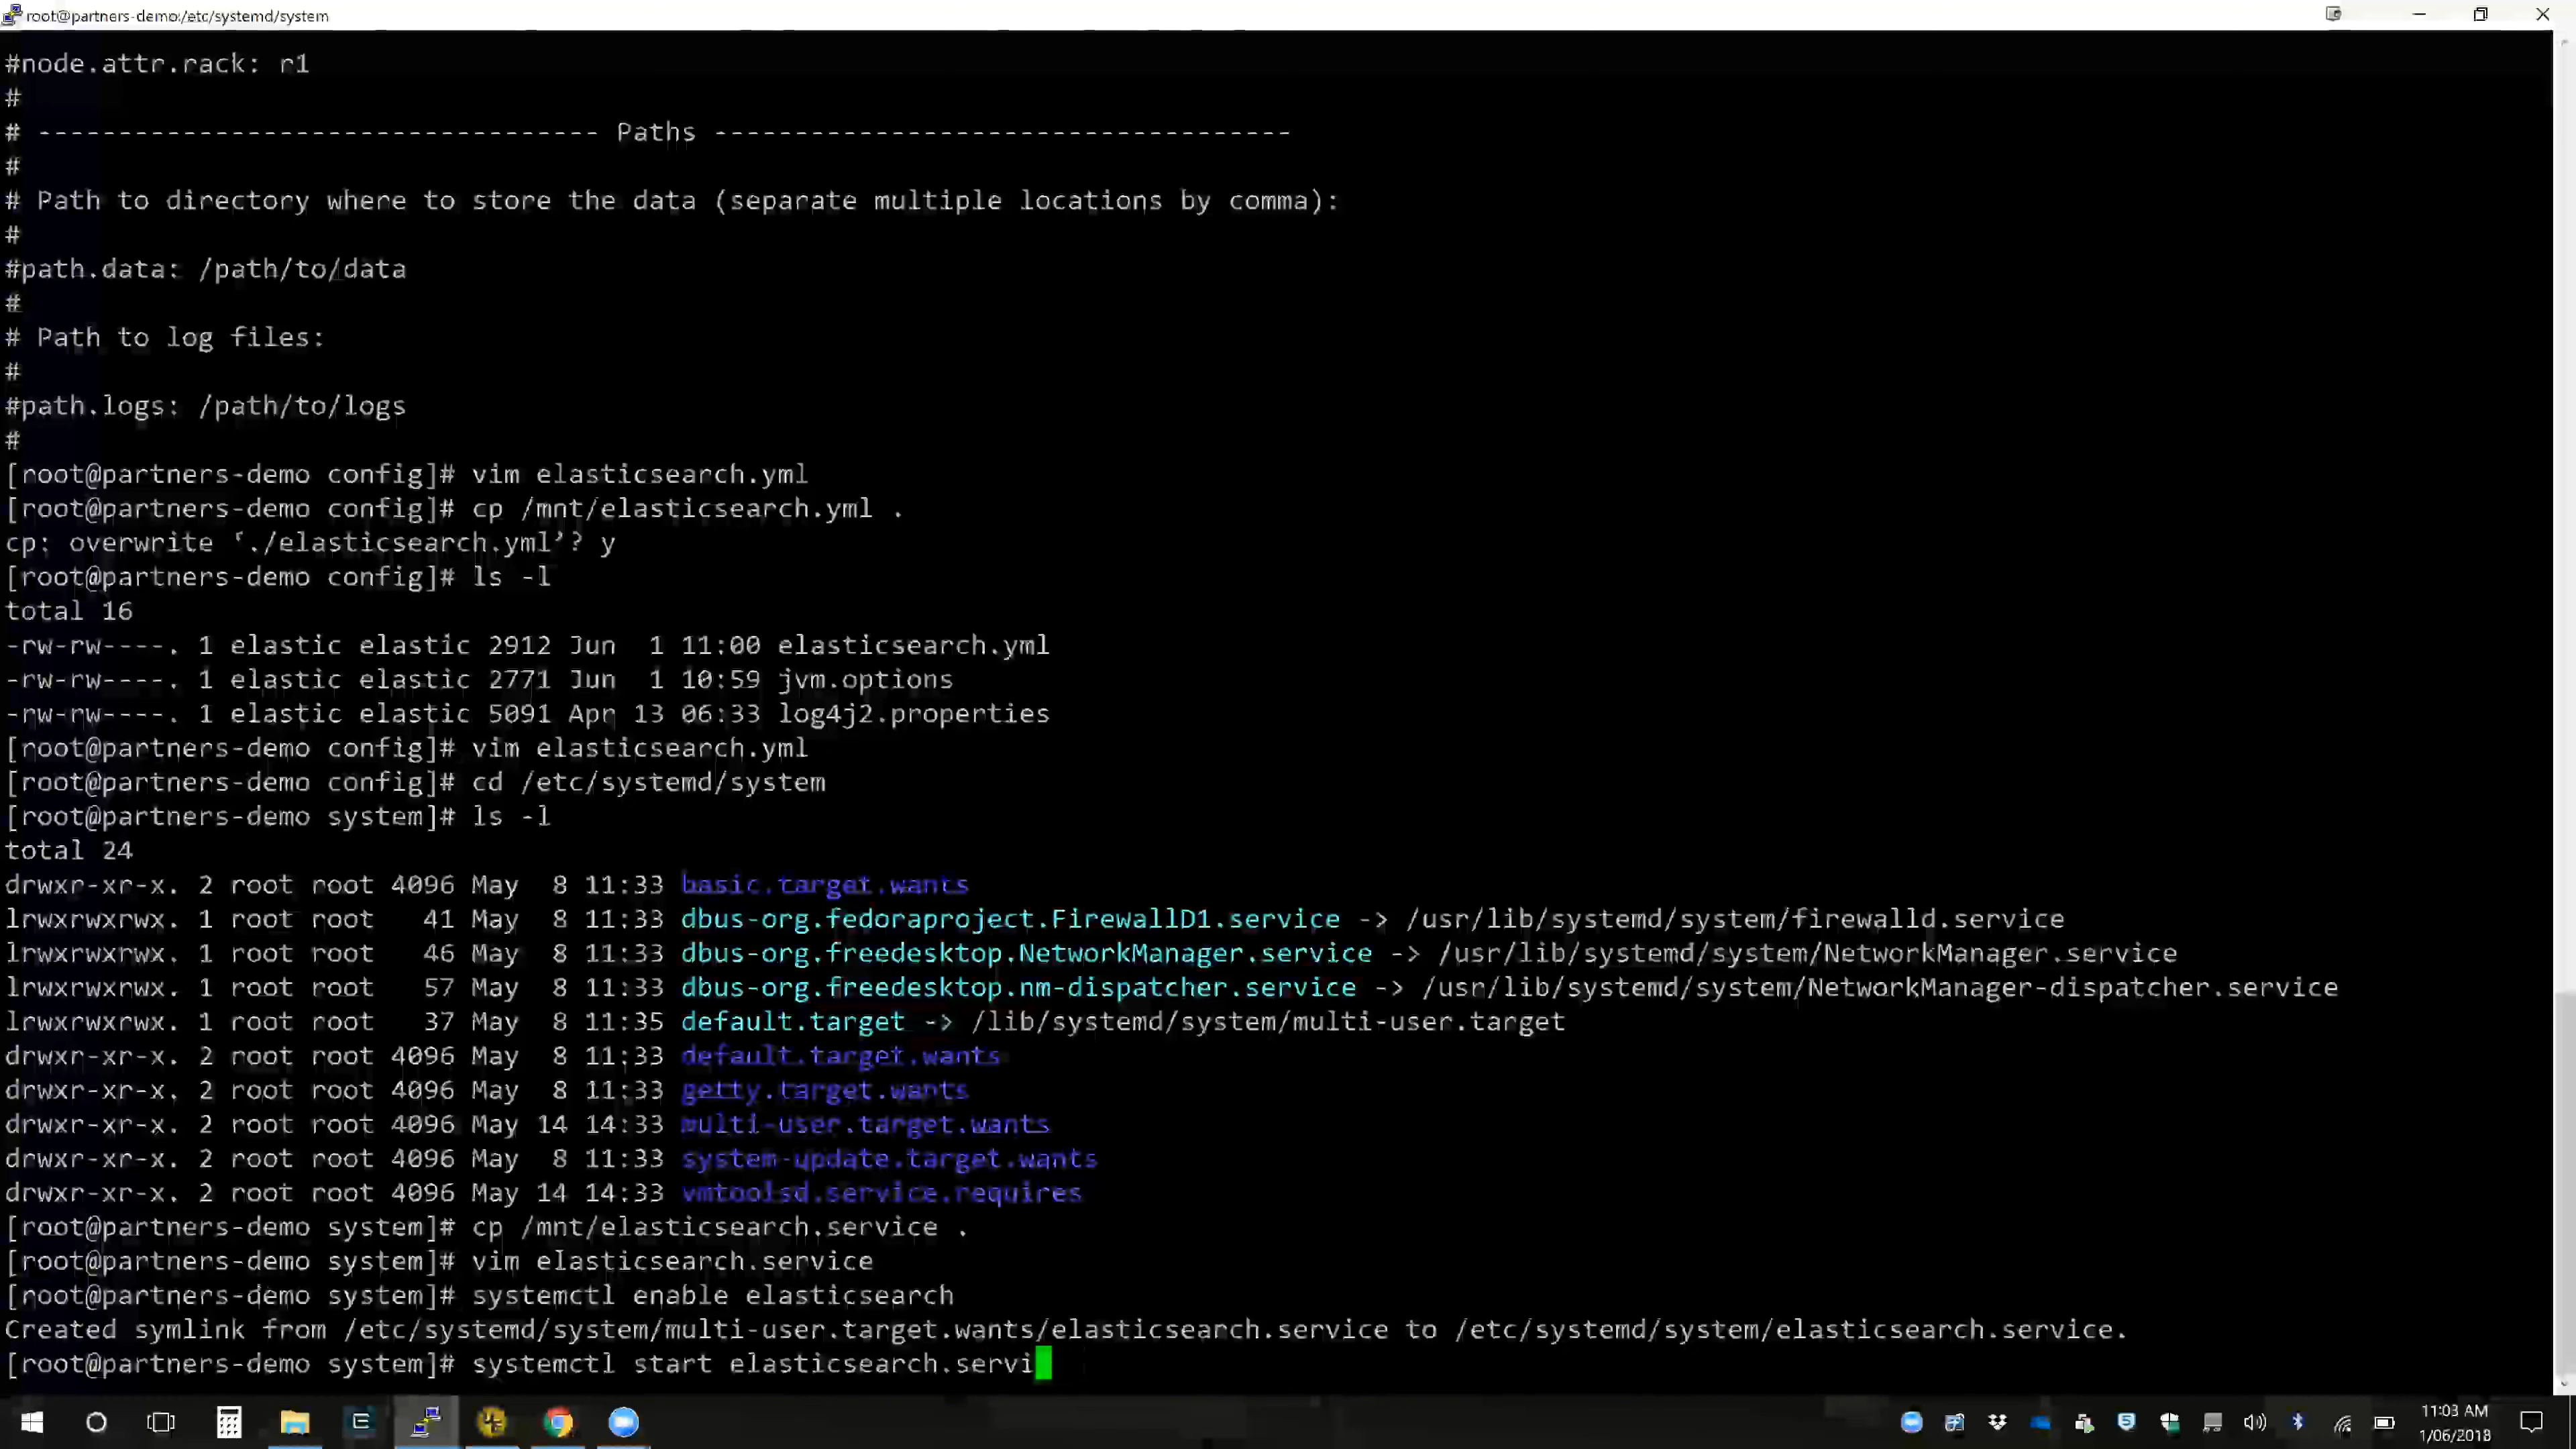 root@partners-demo:/etc/systemd/system
#node.attr.rack: r1
#
# ----------------------------------- Paths ------------------------------------
#
# Path to directory where to store the data (separate multiple locations by comma):
#
#path.data: /path/to/data
#
# Path to log files:
#
#path.logs: /path/to/logs
#
[root@partners-demo config]# vim elasticsearch.yml
[root@partners-demo config]# cp /mnt/elasticsearch.yml .
cp: overwrite ‘./elasticsearch.yml’? y
[root@partners-demo config]# ls -l
total 16
-rw-rw----. 1 elastic elastic 2912 Jun  1 11:00 elasticsearch.yml
-rw-rw----. 1 elastic elastic 2771 Jun  1 10:59 jvm.options
-rw-rw----. 1 elastic elastic 5091 Apr 13 06:33 log4j2.properties
[root@partners-demo config]# vim elasticsearch.yml
[root@partners-demo config]# cd /etc/systemd/system
[root@partners-demo system]# ls -l
total 24
drwxr-xr-x. 2 root root 4096 May  8 11:33 basic.target.wants
lrwxrwxrwx. 1 root root   41 May  8 11:33 dbus-org.fedoraproject.FirewallD1.service -> /usr/lib/systemd/system/firewalld.service
lrwxrwxrwx. 1 root root   46 May  8 11:33 dbus-org.freedesktop.NetworkManager.service -> /usr/lib/systemd/system/NetworkManager.service
lrwxrwxrwx. 1 root root   57 May  8 11:33 dbus-org.freedesktop.nm-dispatcher.service -> /usr/lib/systemd/system/NetworkManager-dispatcher.service
lrwxrwxrwx. 1 root root   37 May  8 11:35 default.target -> /lib/systemd/system/multi-user.target
drwxr-xr-x. 2 root root 4096 May  8 11:33 default.target.wants
drwxr-xr-x. 2 root root 4096 May  8 11:33 getty.target.wants
drwxr-xr-x. 2 root root 4096 May 14 14:33 multi-user.target.wants
drwxr-xr-x. 2 root root 4096 May  8 11:33 system-update.target.wants
drwxr-xr-x. 2 root root 4096 May 14 14:33 vmtoolsd.service.requires
[root@partners-demo system]# cp /mnt/elasticsearch.service .
[root@partners-demo system]# vim elasticsearch.service
[root@partners-demo system]# systemctl enable elasticsearch
Created symlink from /etc/systemd/system/multi-user.target.wants/elasticsearch.service to /etc/systemd/system/elasticsearch.service.
[root@partners-demo system]# systemctl start elasticsearch.servi
11:03 AM
1/06/2018